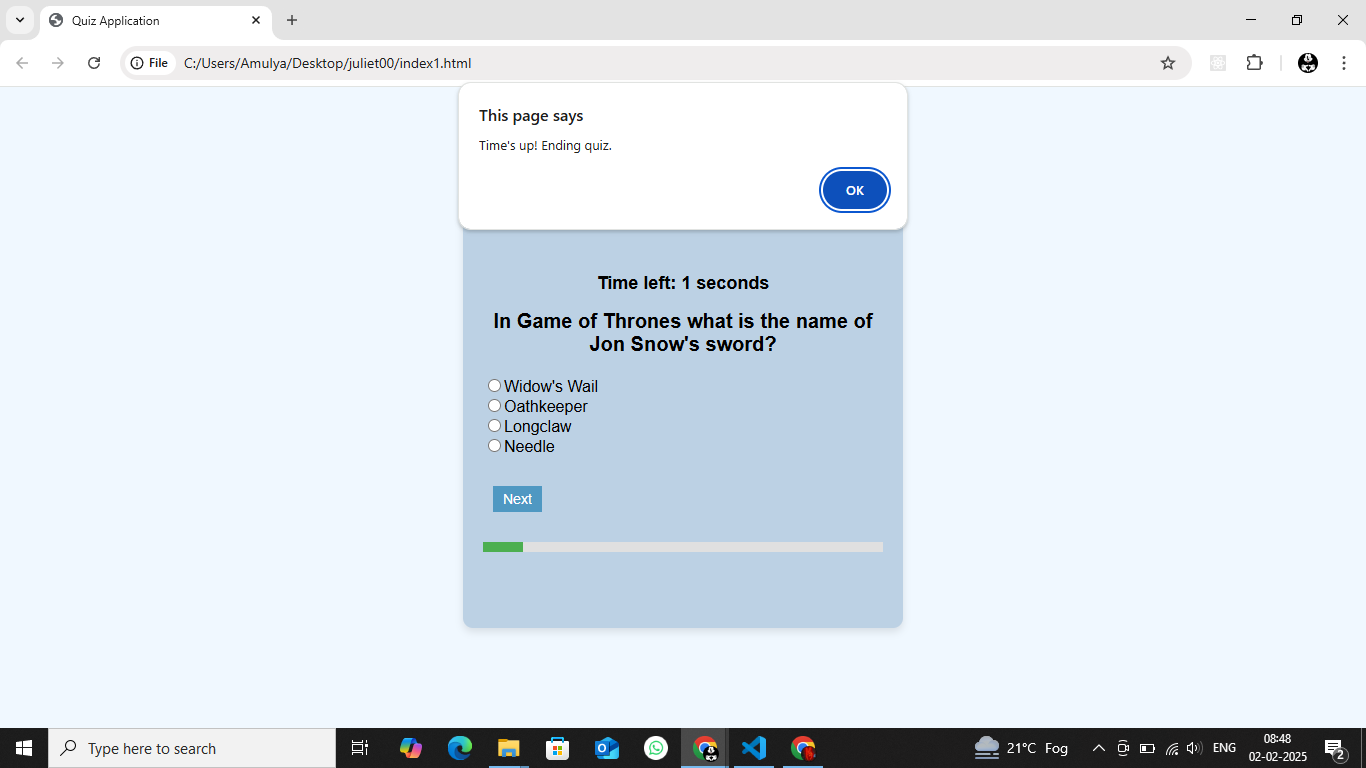 Quiz Application
File C:/Users/Amulya/Desktop/juliet00/index1.html
This page says
Time's up! Ending quiz.
OK
Time left: 1 seconds
In Game of Thrones what is the name of
Jon Snow's sword?
Widow's Wail
Oathkeeper
Longclaw
Needle
Next
Type here to search
21°C Fog
ENG
08:48
02-02-2025
2